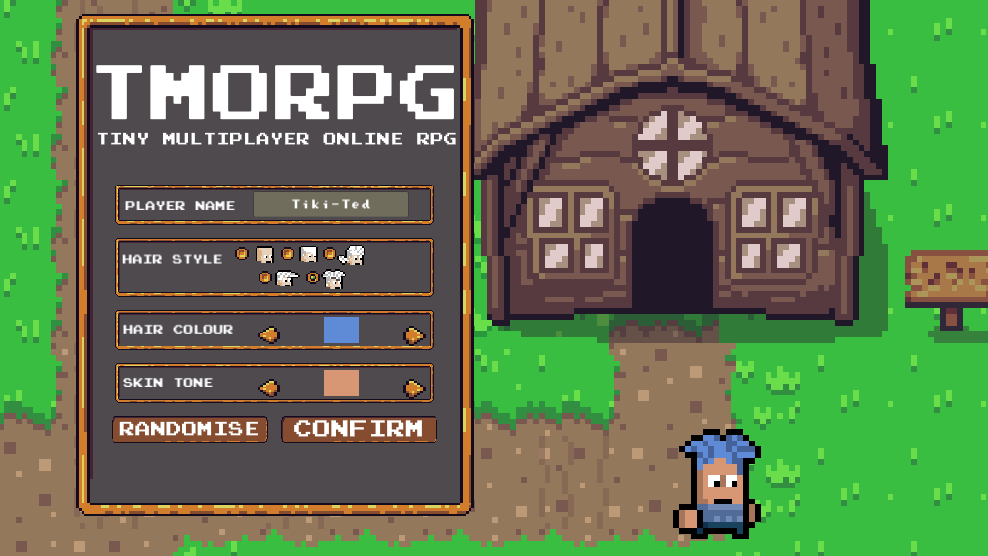 TMORPG
TINY MULTIPLAYER ONLINE RPG
PLAYER NAME Tiki-Ted
HAIR STYLE
HAIR COLOUR
SKIN TONE
RANDOMISE CONFIRM